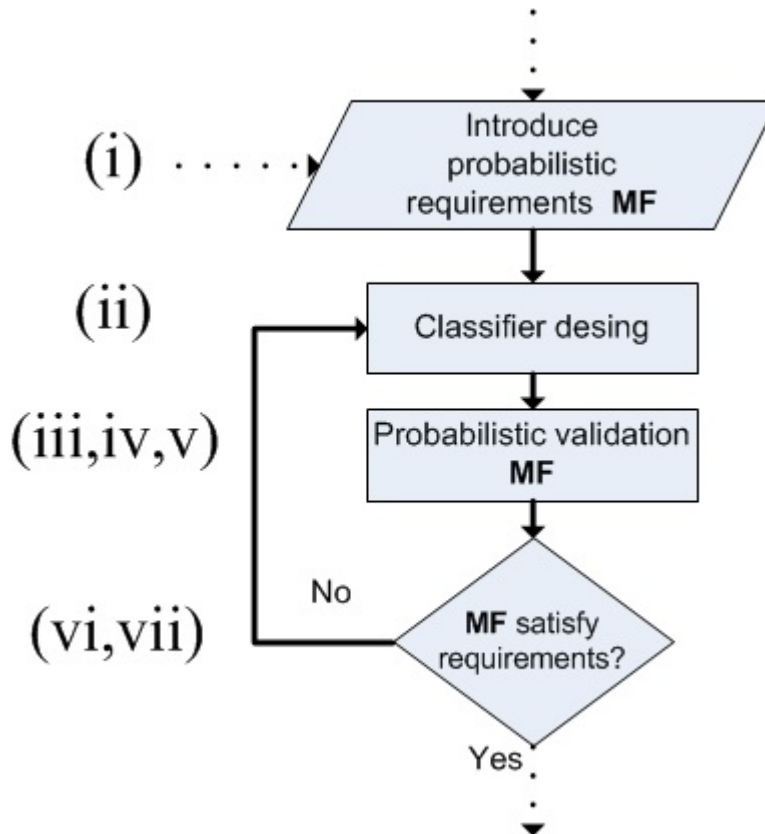 (i)
Introduce
probabilistic
requirements MF
(ii)
Classifier desing
(iii,iv,v)
Probabilistic validation
MF
(vi,vii)
No
MF satisfy
requirements?
Yes